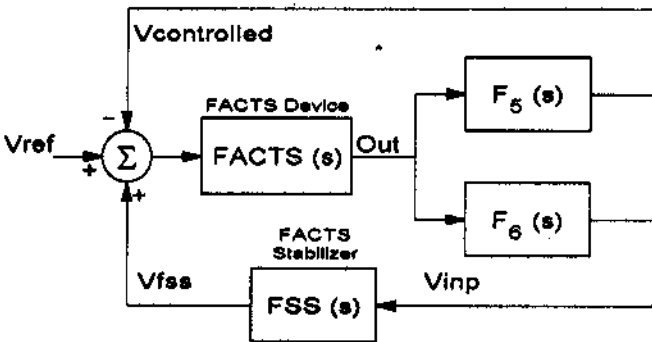 Vcontrolled
−
Vref
+
Σ
+
FACTS Device
FACTS (s)
Out
F5 (s)
F6 (s)
FACTS
Stabilizer
Vfss
FSS (s)
Vinp